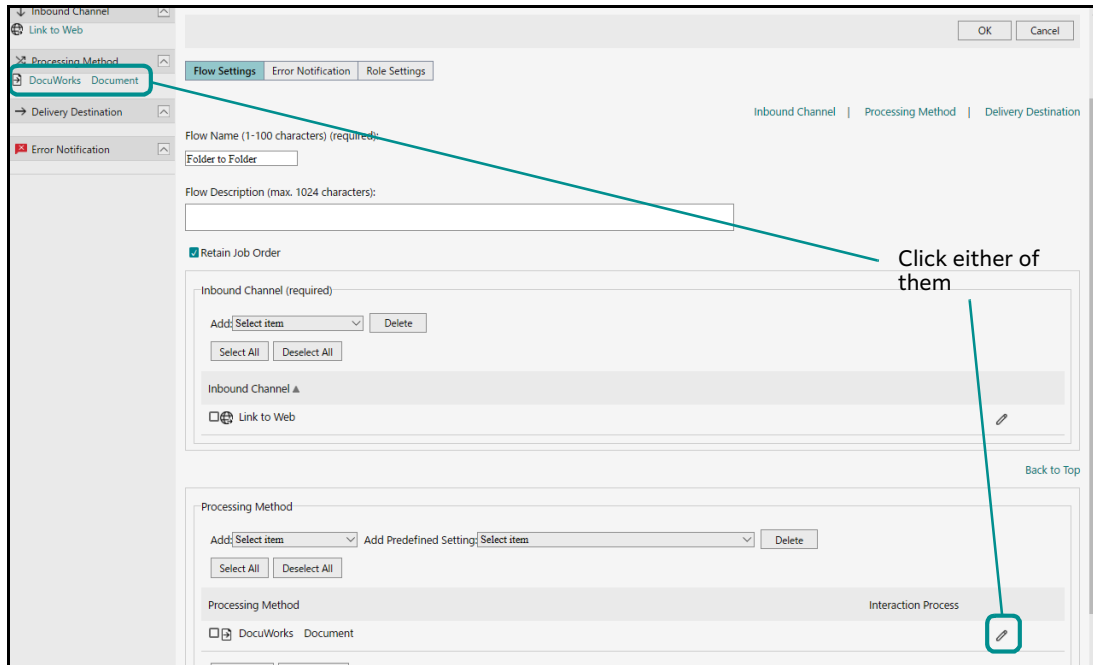 Inbound Channel
Link to Web
Processing Method
DocuWorks Document
Delivery Destination
Error Notification
OK Cancel
Flow Settings Error Notification Role Settings
Inbound Channel | Processing Method | Delivery Destination
Flow Name (1-100 characters) (required):
Folder to Folder
Flow Description (max. 1024 characters):
Retain Job Order
Click either of
them
Inbound Channel (required)
Add: Select item Delete
Select All Deselect All
Inbound Channel ▲
Link to Web
Back to Top
Processing Method
Add: Select item Add Predefined Setting: Select item Delete
Select All Deselect All
Processing Method Interaction Process
DocuWorks Document